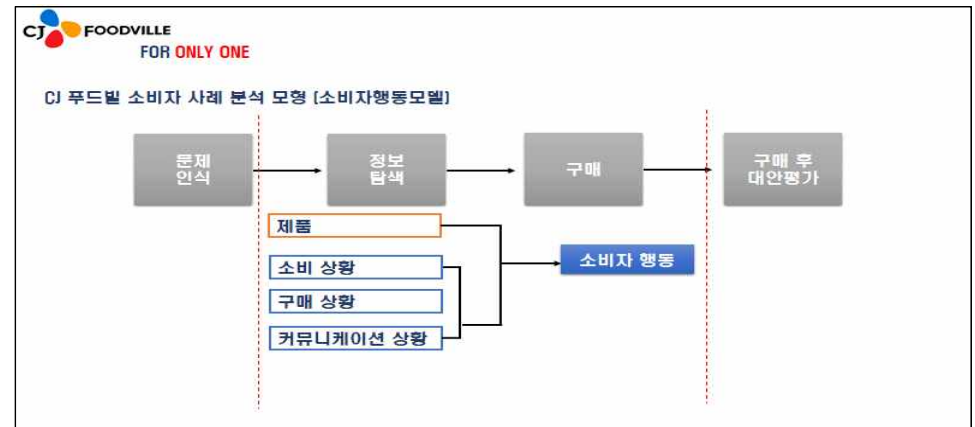 CJ FOODVILLE
FOR ONLY ONE
CJ 푸드빌 소비자 사례 분석 모형 (소비자행동모델)
문제
인식
정보
탐색
구매
구매 후
대안평가
제품
소비 상황
구매 상황
커뮤니케이션 상황
소비자 행동